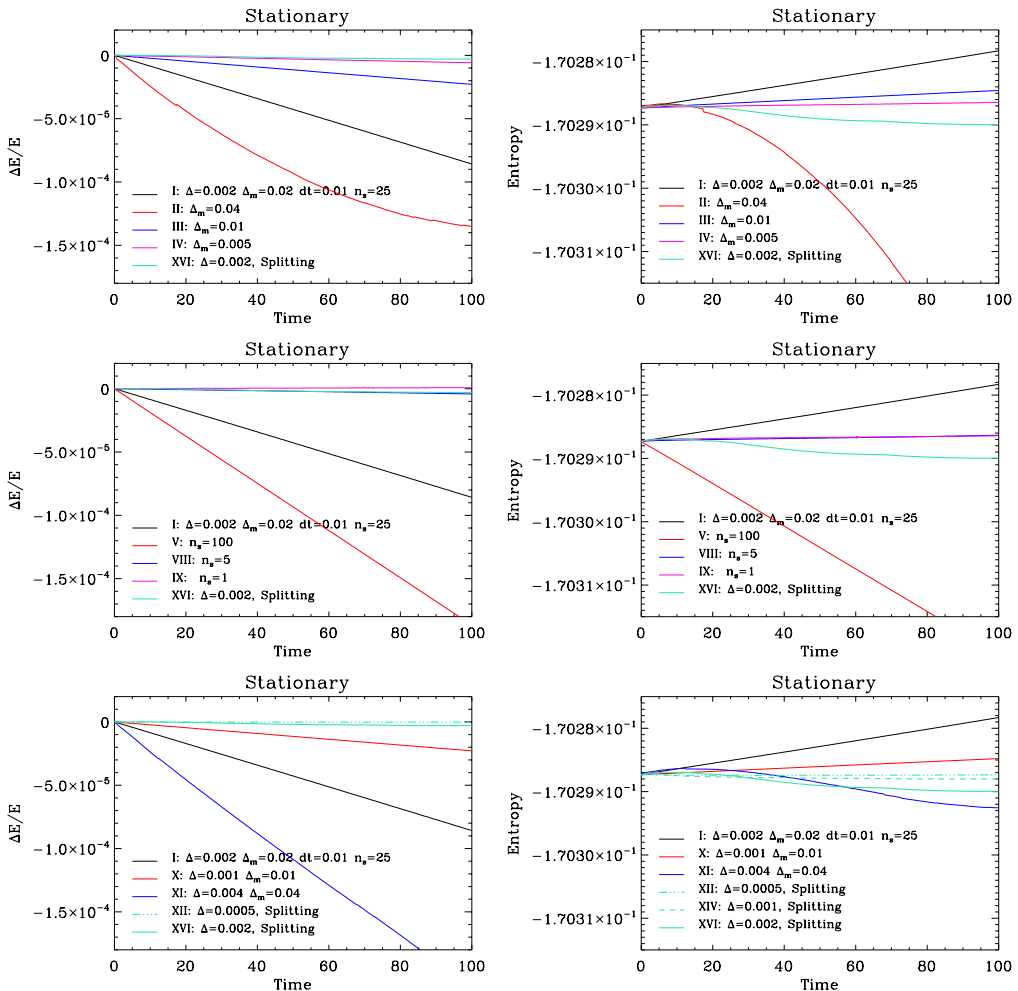 Stationary
0
−5.0×10⁻⁵
−1.0×10⁻⁴
−1.5×10⁻⁴
ΔE/E
I: Δ=0.002 Δₘ=0.02 dt=0.01 nₛ=25
II: Δₘ=0.04
III: Δₘ=0.01
IV: Δₘ=0.005
XVI: Δ=0.002, Splitting
0 20 40 60 80 100
Time
Stationary
−1.7028×10⁻¹
−1.7029×10⁻¹
−1.7030×10⁻¹
−1.7031×10⁻¹
Entropy
I: Δ=0.002 Δₘ=0.02 dt=0.01 nₛ=25
II: Δₘ=0.04
III: Δₘ=0.01
IV: Δₘ=0.005
XVI: Δ=0.002, Splitting
0 20 40 60 80 100
Time
Stationary
0
−5.0×10⁻⁵
−1.0×10⁻⁴
−1.5×10⁻⁴
ΔE/E
I: Δ=0.002 Δₘ=0.02 dt=0.01 nₛ=25
V: nₛ=100
VIII: nₛ=5
IX: nₛ=1
XVI: Δ=0.002, Splitting
0 20 40 60 80 100
Time
Stationary
−1.7028×10⁻¹
−1.7029×10⁻¹
−1.7030×10⁻¹
−1.7031×10⁻¹
Entropy
I: Δ=0.002 Δₘ=0.02 dt=0.01 nₛ=25
V: nₛ=100
VIII: nₛ=5
IX: nₛ=1
XVI: Δ=0.002, Splitting
0 20 40 60 80 100
Time
Stationary
0
−5.0×10⁻⁵
−1.0×10⁻⁴
−1.5×10⁻⁴
ΔE/E
I: Δ=0.002 Δₘ=0.02 dt=0.01 nₛ=25
X: Δ=0.001 Δₘ=0.01
XI: Δ=0.004 Δₘ=0.04
XII: Δ=0.0005, Splitting
XVI: Δ=0.002, Splitting
0 20 40 60 80 100
Time
Stationary
−1.7028×10⁻¹
−1.7029×10⁻¹
−1.7030×10⁻¹
−1.7031×10⁻¹
Entropy
I: Δ=0.002 Δₘ=0.02 dt=0.01 nₛ=25
X: Δ=0.001 Δₘ=0.01
XI: Δ=0.004 Δₘ=0.04
XII: Δ=0.0005, Splitting
XIV: Δ=0.001, Splitting
XVI: Δ=0.002, Splitting
0 20 40 60 80 100
Time